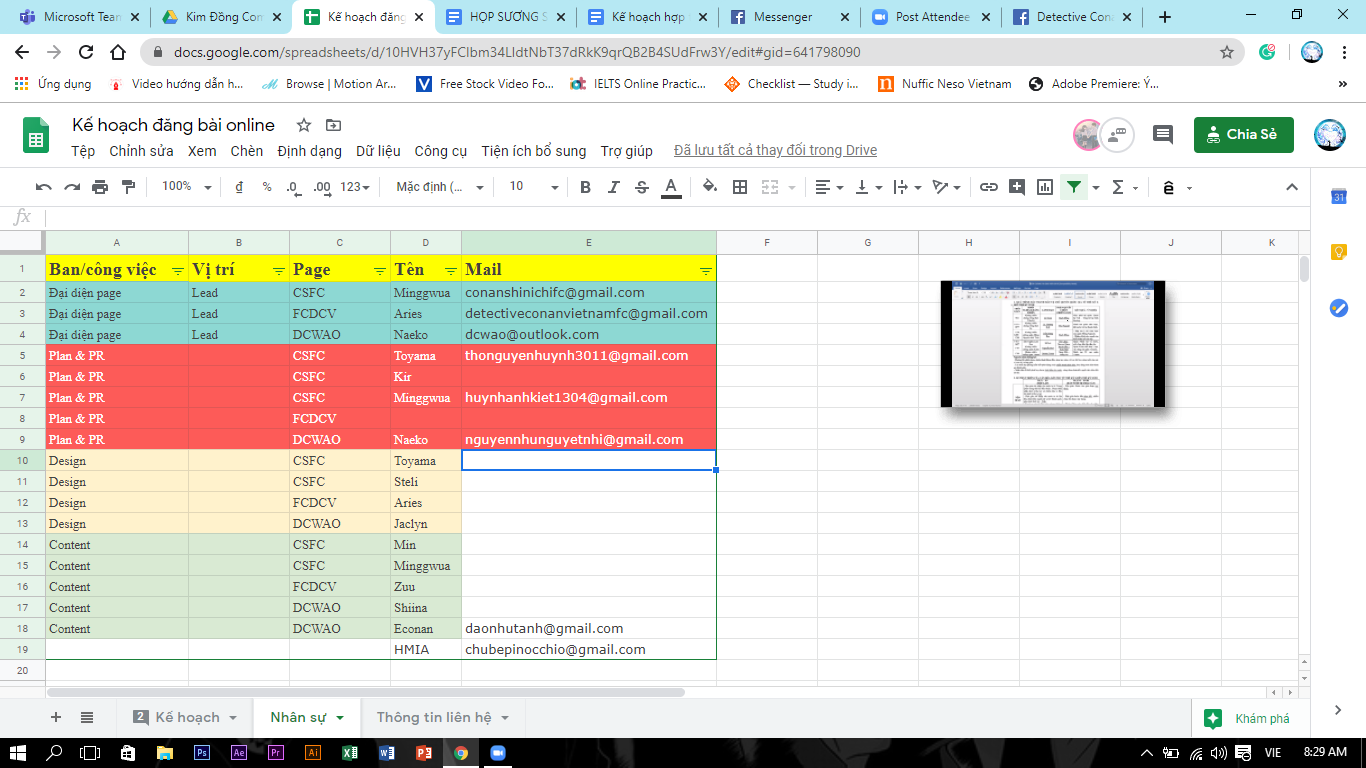 Microsoft Team
Kim Đồng Com
Kế hoạch đăng
HỌP SƯƠNG S
Kế hoạch họp
Messenger
Post Attendee
Detective Cona
docs.google.com/spreadsheets/d/10HVH37yFClbm34LIdtNbT37dRkK9qrQB2B4SUdFrw3Y/edit#gid=641798090
Ứng dụng
Video hướng dẫn h...
Browse | Motion Ar...
Free Stock Video Fo...
IELTS Online Practic...
Checklist — Study i...
Nuffic Neso Vietnam
Adobe Premiere: Ý...
Kế hoạch đăng bài online
Tệp Chỉnh sửa Xem Chèn Định dạng Dữ liệu Công cụ Tiện ích bổ sung Trợ giúp Đã lưu tất cả thay đổi trong Drive
Chia Sẻ
100% đ % .0 .00 123 Mặc định (... 10 B I S A Σ ê
fx
A B C D E F G H I J K
1 Ban/công việc Vị trí Page Tên Mail
2 Đại diện page Lead CSFC Minggwua conanshinichifc@gmail.com
3 Đại diện page Lead FCDCV Aries detectiveconanvietnamfc@gmail.com
4 Đại diện page Lead DCWAO Naeko dcwao@outlook.com
5 Plan & PR CSFC Toyama thonguyenhuynh3011@gmail.com
6 Plan & PR CSFC Kir
7 Plan & PR CSFC Minggwua huynhanhkiet1304@gmail.com
8 Plan & PR FCDCV
9 Plan & PR DCWAO Naeko nguyennhunguyetnhi@gmail.com
10 Design CSFC Toyama
11 Design CSFC Steli
12 Design FCDCV Aries
13 Design DCWAO Jaclyn
14 Content CSFC Min
15 Content CSFC Minggwua
16 Content FCDCV Zuu
17 Content DCWAO Shiina
18 Content DCWAO Econan daonhutanh@gmail.com
19 HMIA chubepinocchio@gmail.com
20
2 Kế hoạch Nhân sự Thông tin liên hệ
Khám phá
31
Ps Ae Pr Ai
VIE 8:29 AM